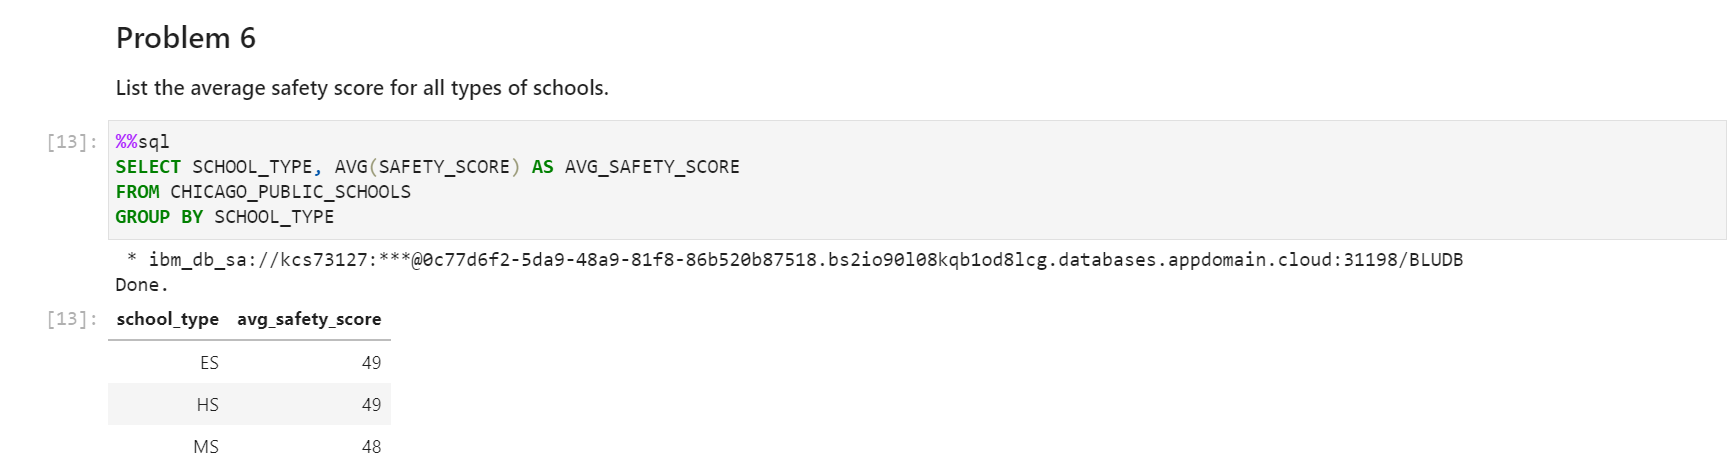 Problem 6
List the average safety score for all types of schools.
[13]: %%sql
SELECT SCHOOL_TYPE, AVG(SAFETY_SCORE) AS AVG_SAFETY_SCORE
FROM CHICAGO_PUBLIC_SCHOOLS
GROUP BY SCHOOL_TYPE
* ibm_db_sa://kcs73127:***@0c77d6f2-5da9-48a9-81f8-86b520b87518.bs2io90l08kqb1od8lcg.databases.appdomain.cloud:31198/BLUDB
Done.
[13]: school_type avg_safety_score
ES 49
HS 49
MS 48